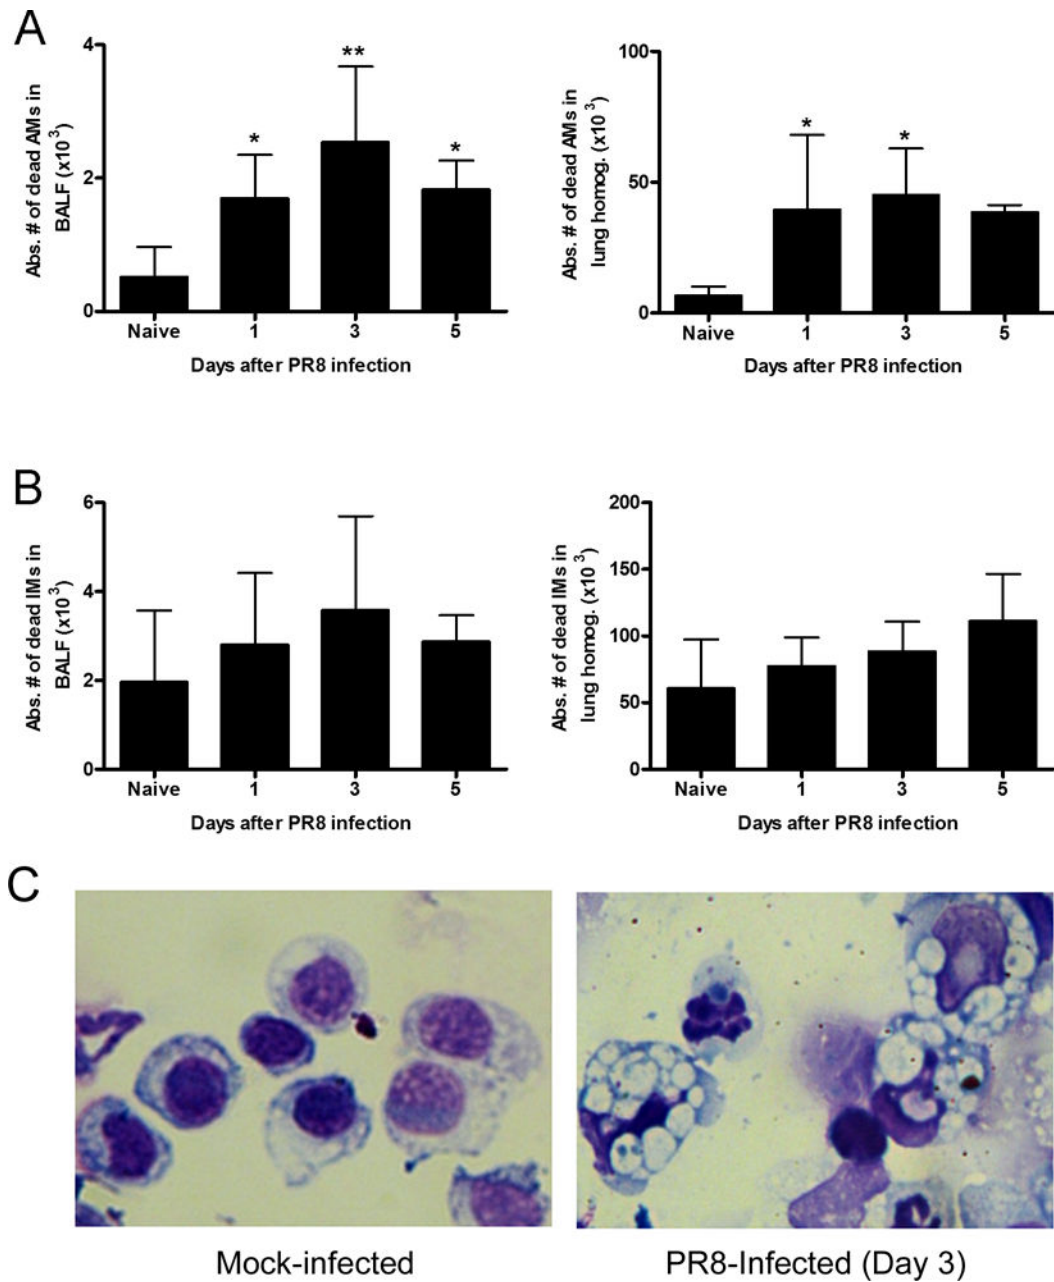 A
Abs. # of dead AMs in
BALF (x10³)
4
2
0
*
**
*
Naive 1 3 5
Days after PR8 infection
Abs. # of dead AMs in
lung homog. (x10³)
100
50
0
*
*
Naive 1 3 5
Days after PR8 infection
B
Abs. # of dead IMs in
BALF (x10³)
6
4
2
0
Naive 1 3 5
Days after PR8 infection
Abs. # of dead IMs in
lung homog. (x10³)
200
150
100
50
0
Naive 1 3 5
Days after PR8 infection
C
Mock-infected
PR8-Infected (Day 3)